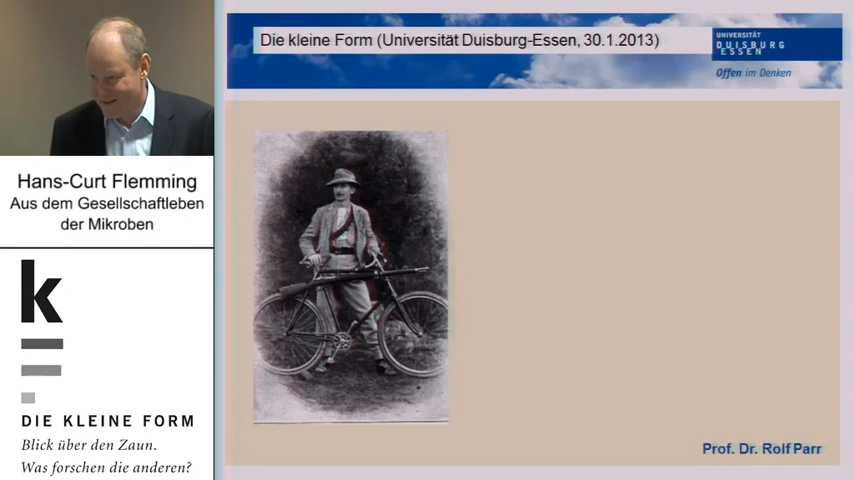 Hans-Curt Flemming
Aus dem Gesellschaftleben
der Mikroben
k
DIE KLEINE FORM
Blick über den Zaun.
Was forschen die anderen?
Die kleine Form (Universität Duisburg-Essen, 30.1.2013)
UNIVERSITÄT
DUISBURG
ESSEN
Offen im Denken
Prof. Dr. Rolf Parr